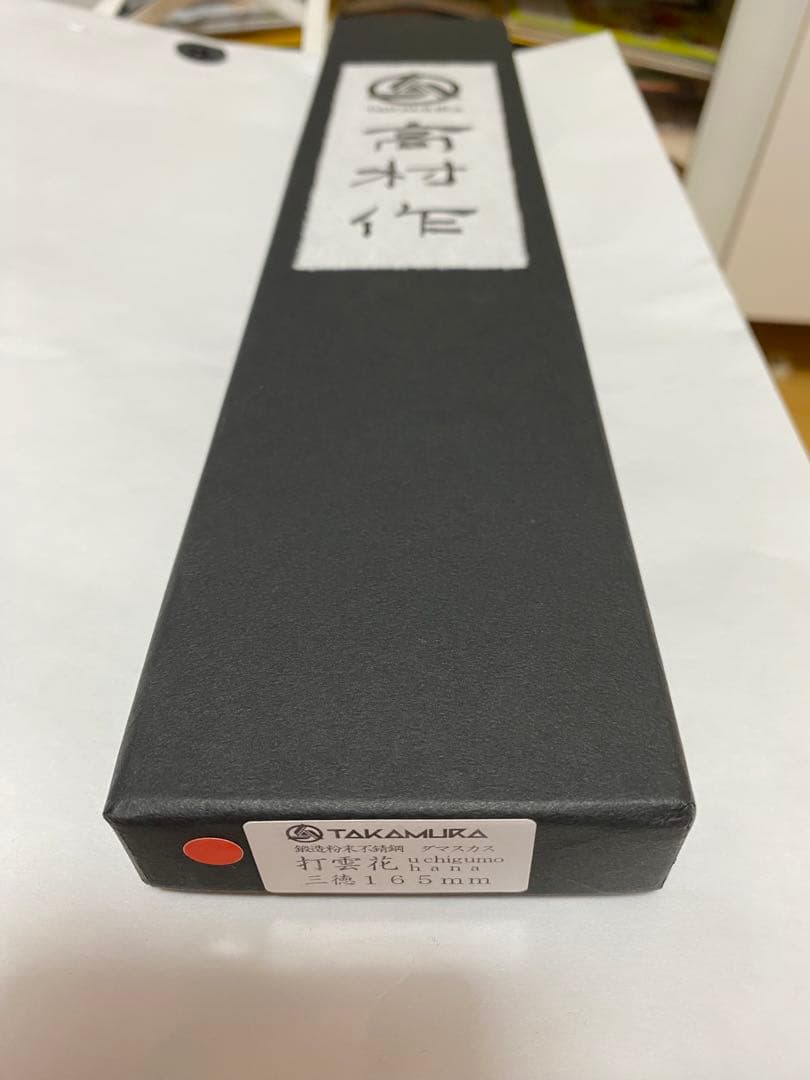 Takamura
高
村
作
TAKAMURA
鍛造粉末不銹鋼 ダマスカス
打雲花 uchigumo hana
三徳165mm